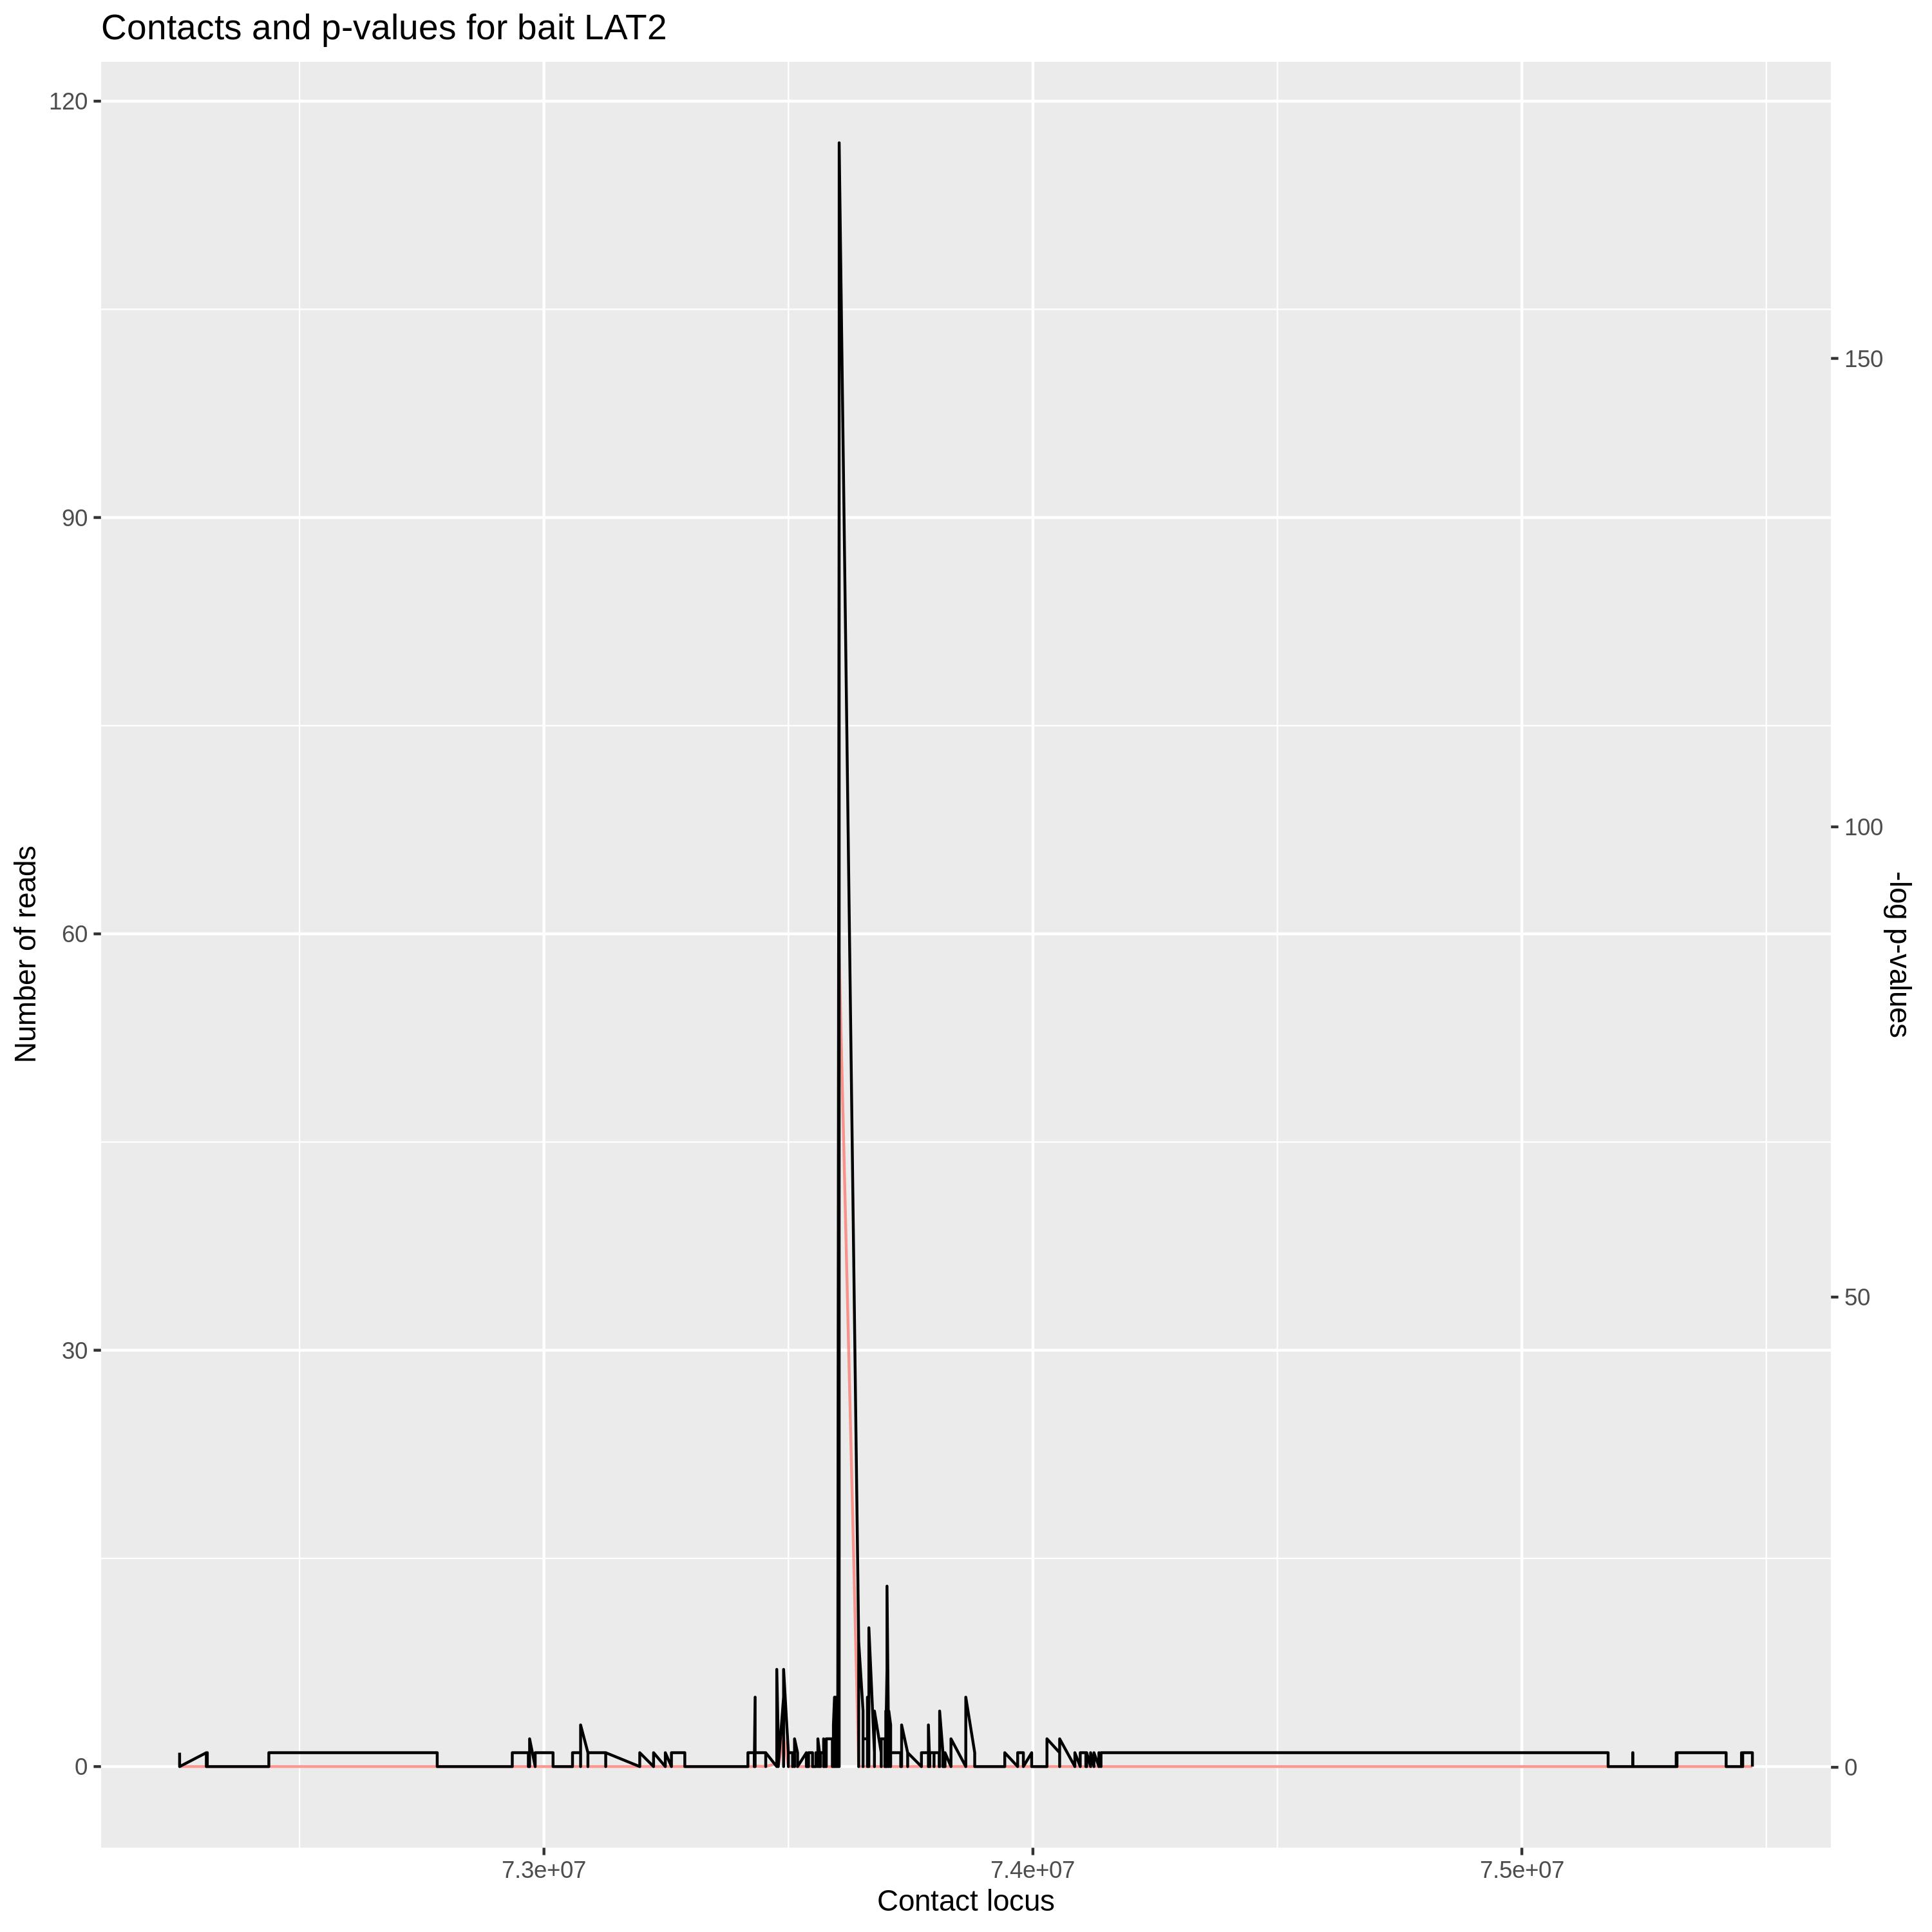 Contacts and p-values for bait LAT2
120
90
60
30
0
Number of reads
150
100
50
0
-log p-values
7.3e+07
7.4e+07
7.5e+07
Contact locus